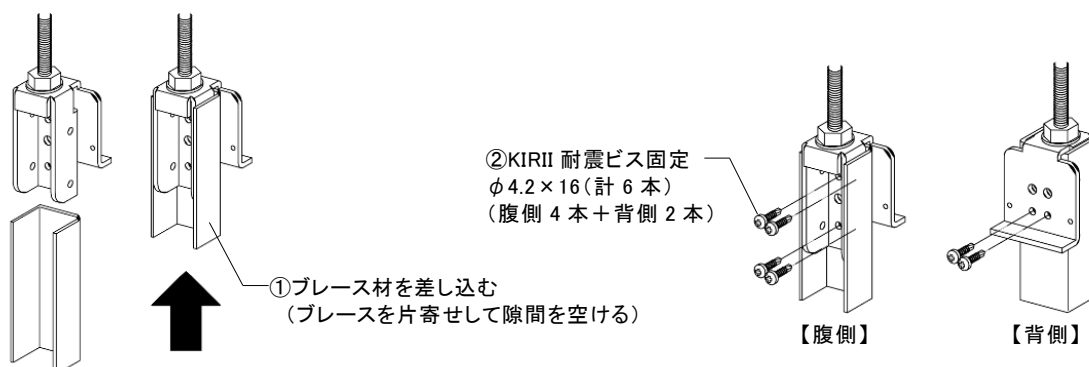 ①ブレース材を差し込む
（ブレースを片寄せして隙間を空ける）
②KIRII 耐震ビス固定
φ4.2×16（計 6 本）
（腹側 4 本＋背側 2 本）
【腹側】
【背側】